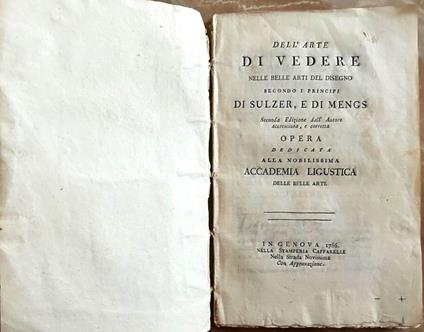 DELL'ARTE
DI VEDERE
NELLE BELLE ARTI DEL DISEGNO
SECONDO I PRINCIPJ
DI SULZER, E DI MENGS
Seconda Edizione dall'Autore
accresciuta, e corretta
OPERA
DEDICATA
ALLA NOBILISSIMA
ACCADEMIA LIGUSTICA
DELLE BELLE ARTI.
IN GENOVA 1786.
NELLA STAMPERIA CAFFARELLI
Nella Strada Novissima
Con Approvazione.